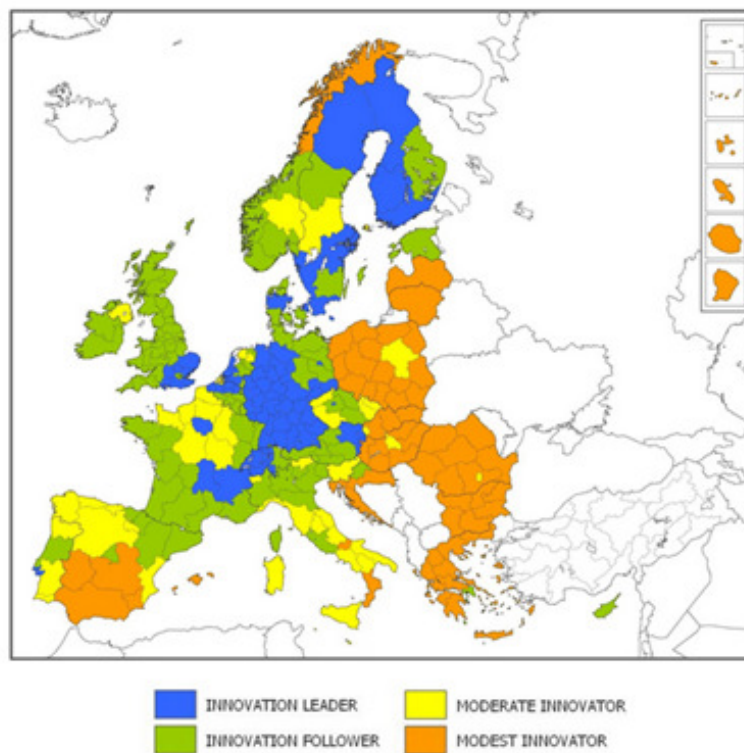 INNOVATION LEADER
MODERATE INNOVATOR
INNOVATION FOLLOWER
MODEST INNOVATOR